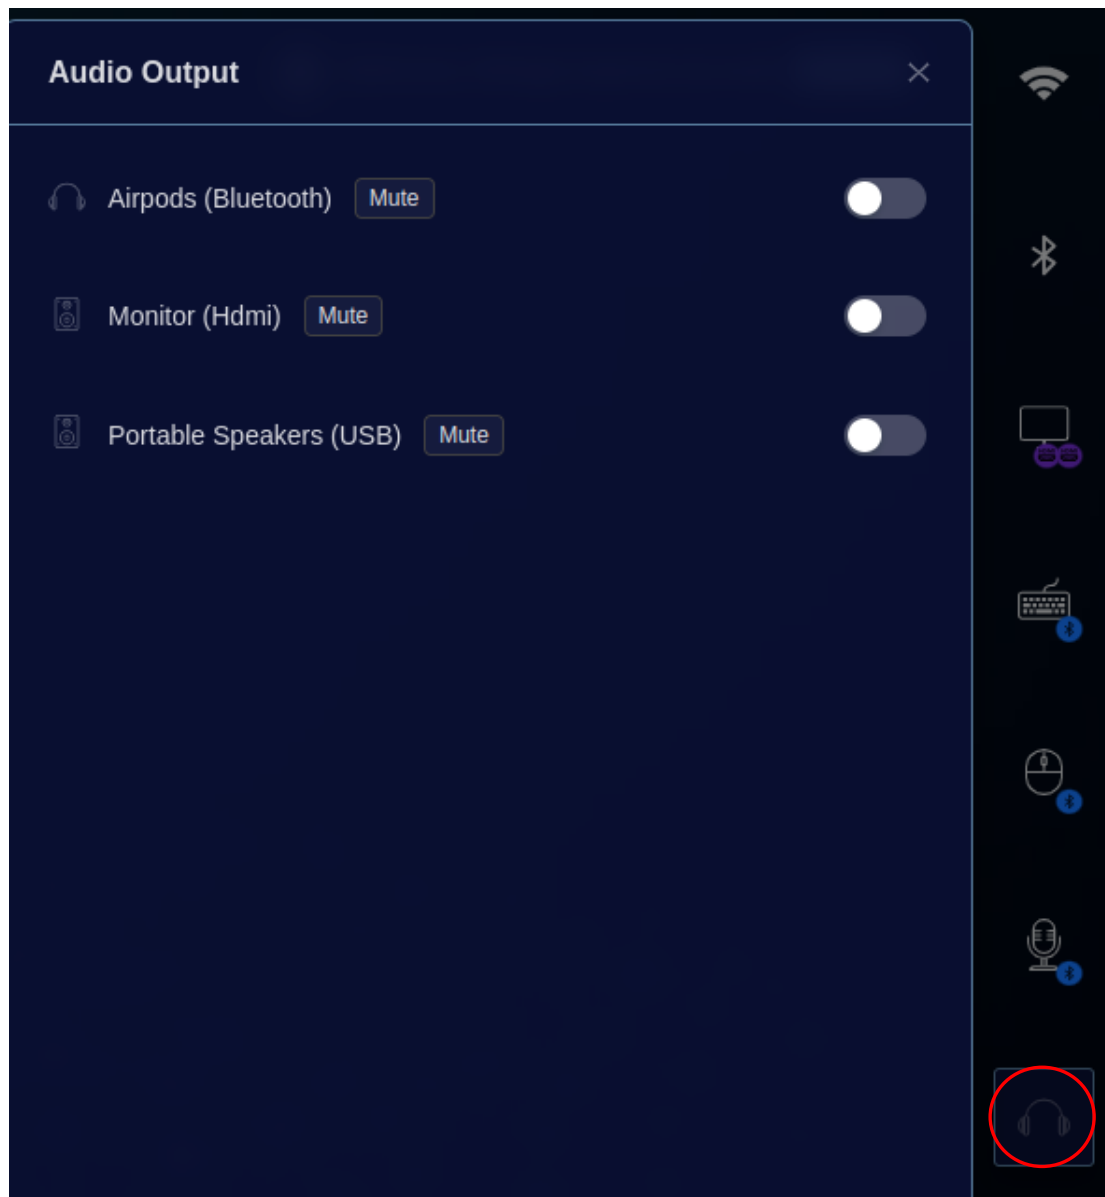 Audio Output
Airpods (Bluetooth) Mute
Monitor (Hdmi) Mute
Portable Speakers (USB) Mute